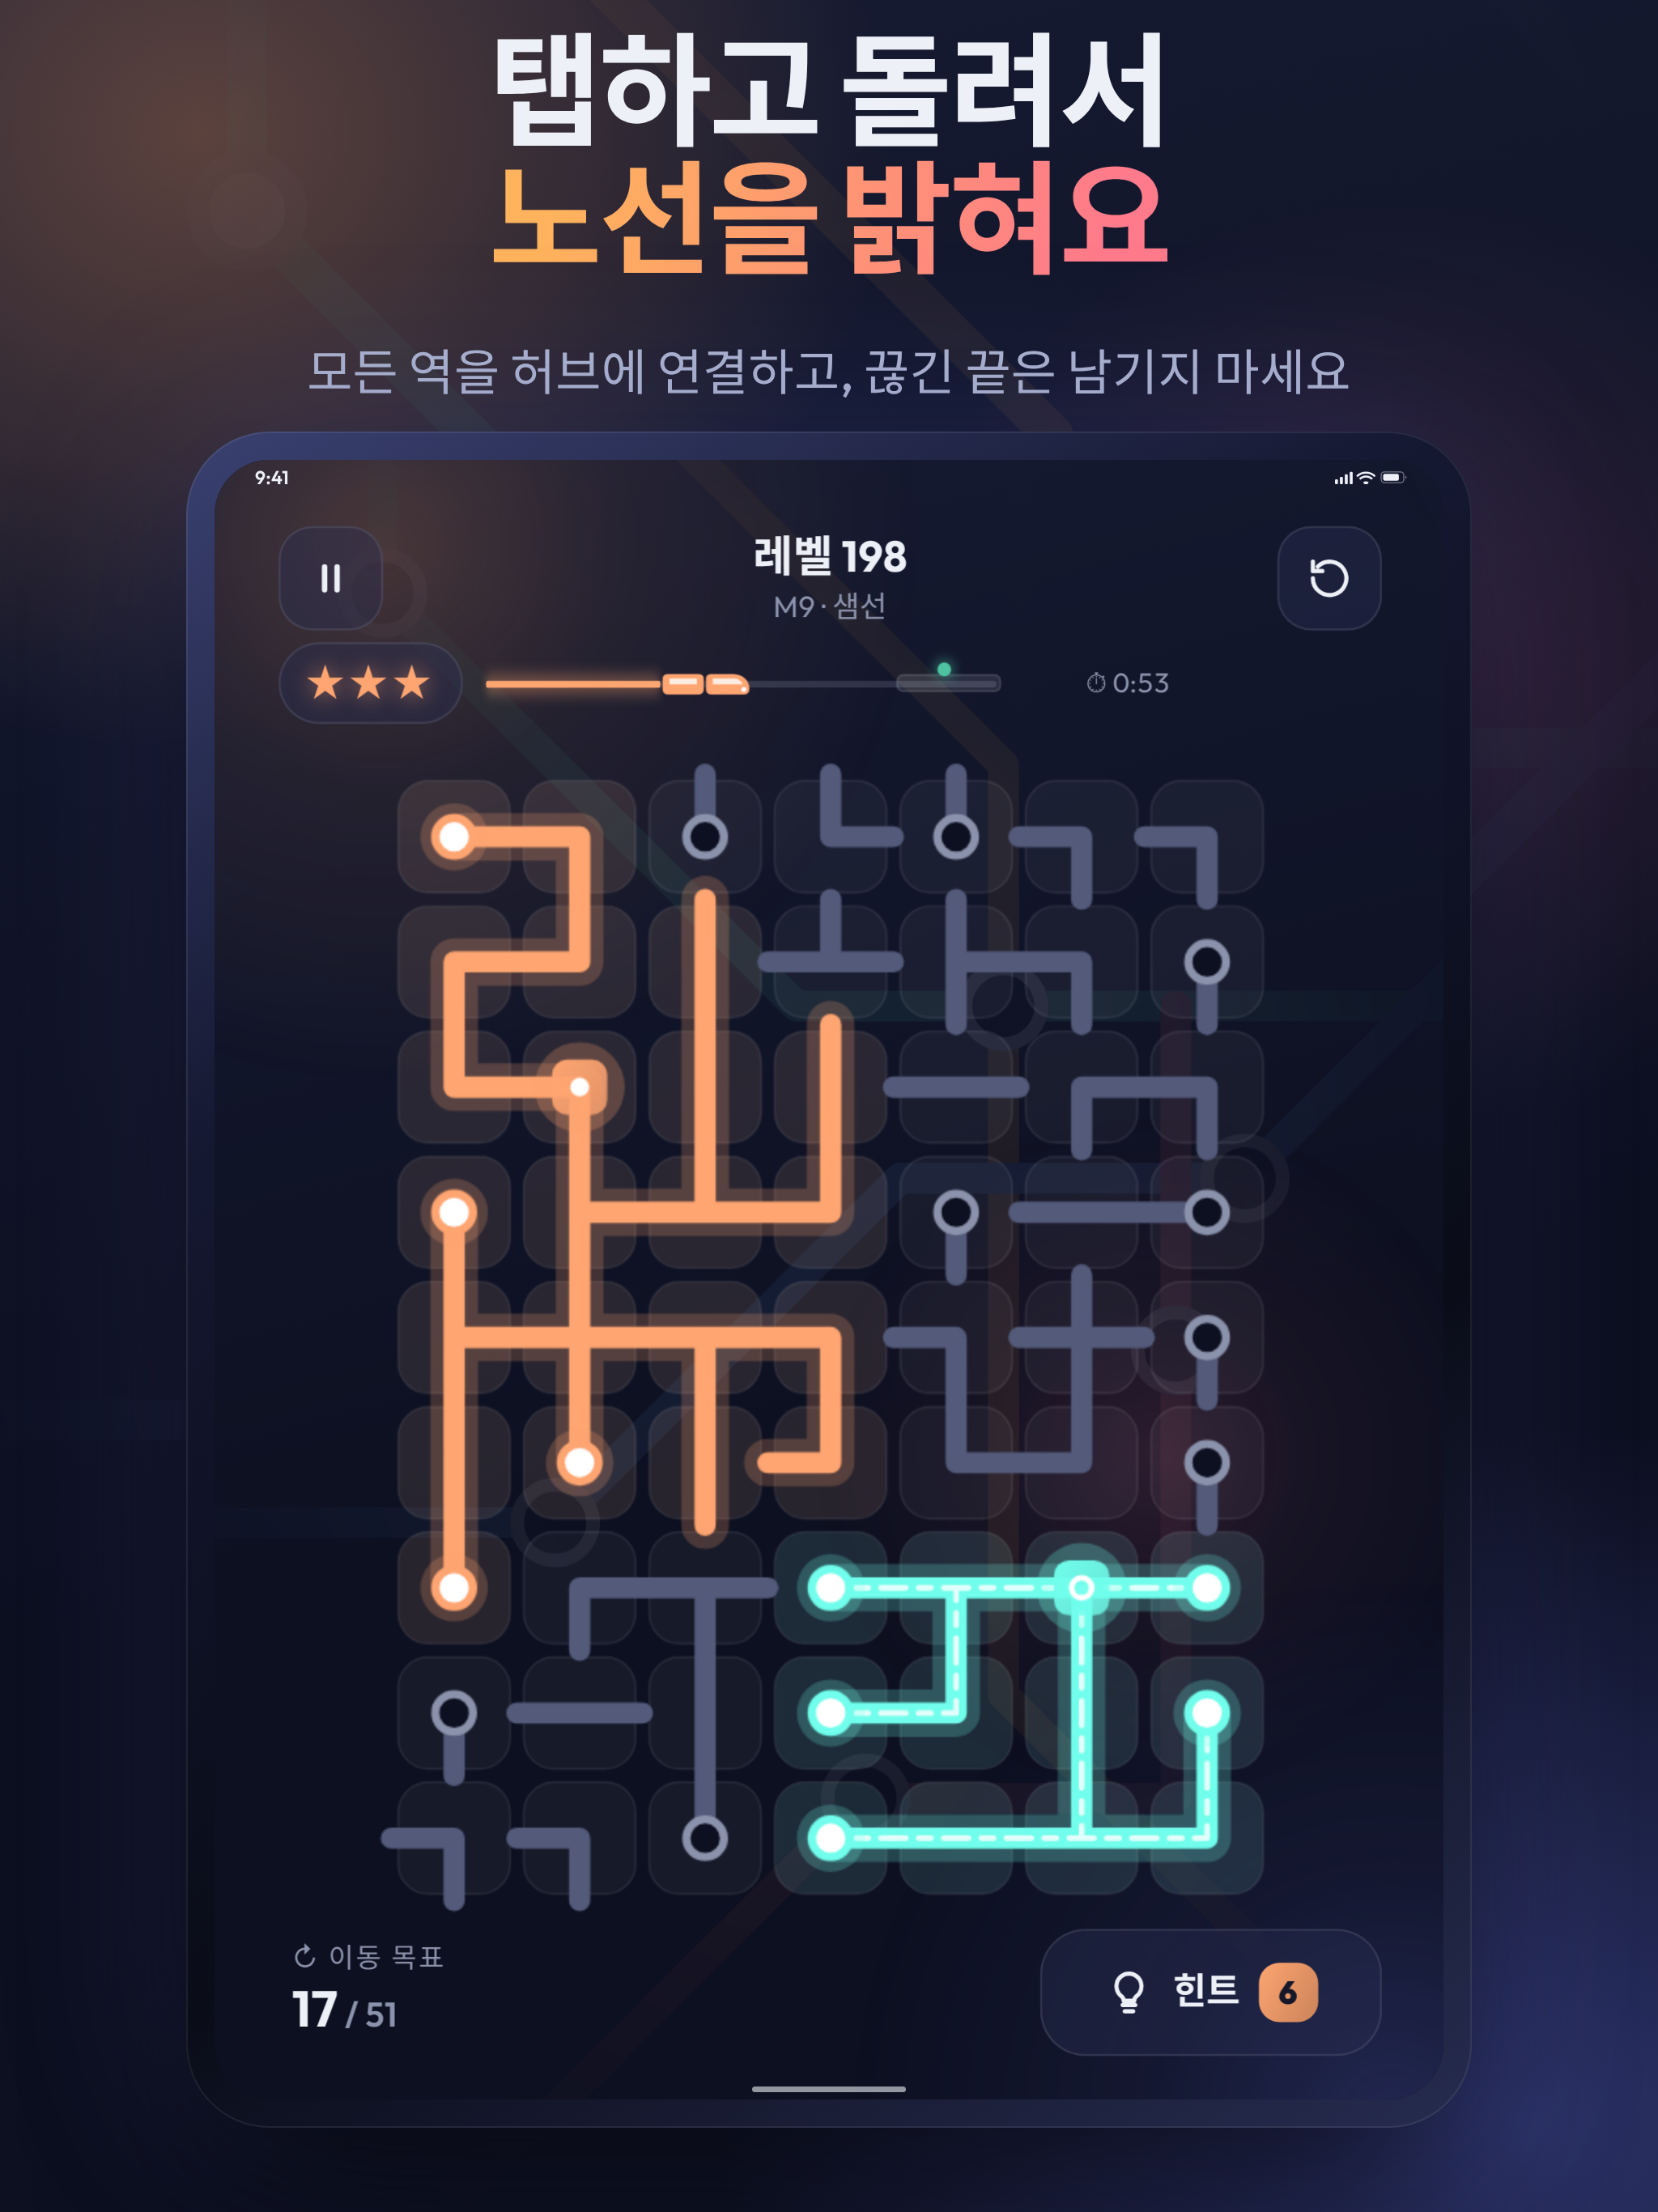 탭하고 돌려서
노선을 밝혀요
모든 역을 허브에 연결하고, 끊긴 끝은 남기지 마세요
9:41
레벨 198
M9 · 샘선
0:53
이동 목표
17 / 51
힌트 6